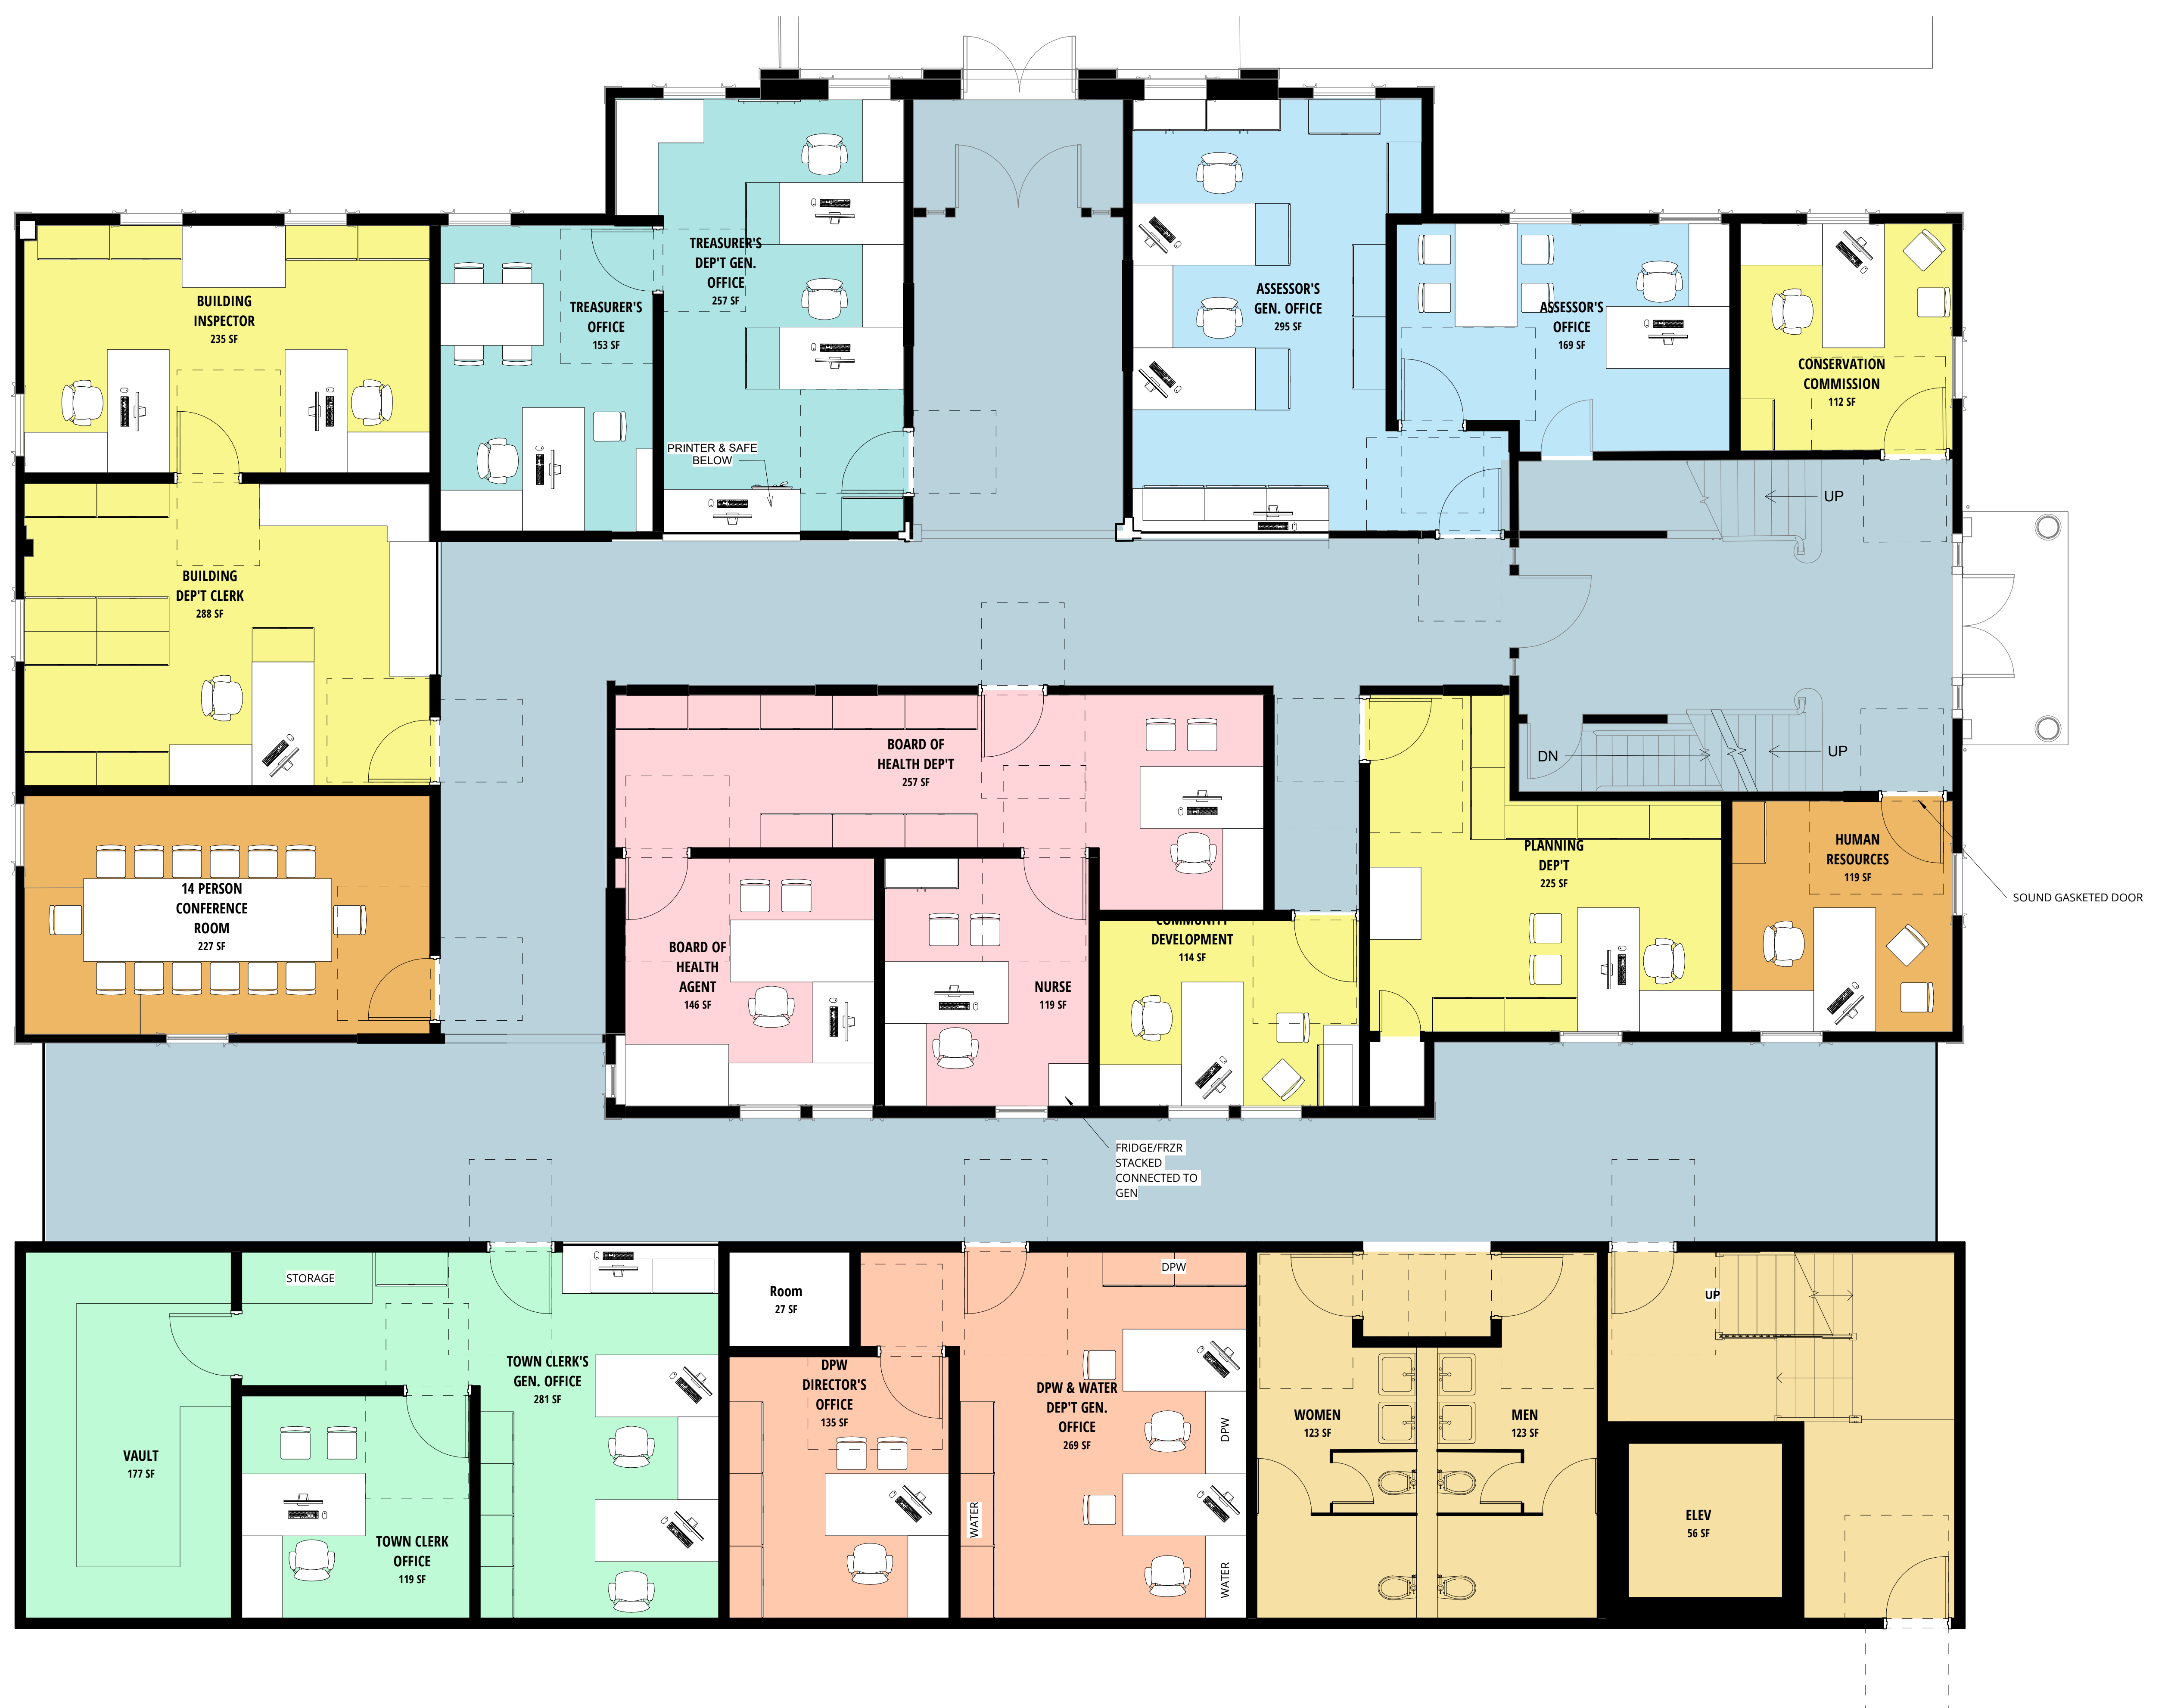 TREASURER'S
DEP'T GEN.
OFFICE
257 SF
BUILDING
INSPECTOR
235 SF
TREASURER'S
OFFICE
153 SF
ASSESSOR'S
GEN. OFFICE
295 SF
ASSESSOR'S
OFFICE
169 SF
CONSERVATION
COMMISSION
112 SF
PRINTER & SAFE
BELOW
UP
BUILDING
DEP'T CLERK
288 SF
BOARD OF
HEALTH DEP'T
257 SF
DN
UP
14 PERSON
CONFERENCE
ROOM
227 SF
PLANNING
DEP'T
225 SF
HUMAN
RESOURCES
119 SF
SOUND GASKETED DOOR
BOARD OF
HEALTH
AGENT
146 SF
NURSE
119 SF
COMMUNITY
DEVELOPMENT
114 SF
FRIDGE/FRZR
STACKED
CONNECTED TO
GEN
STORAGE
Room
27 SF
DPW
UP
TOWN CLERK'S
GEN. OFFICE
281 SF
DPW
DIRECTOR'S
OFFICE
135 SF
DPW & WATER
DEP'T GEN.
OFFICE
269 SF
DPW
WOMEN
123 SF
MEN
123 SF
VAULT
177 SF
WATER
WATER
TOWN CLERK
OFFICE
119 SF
ELEV
56 SF